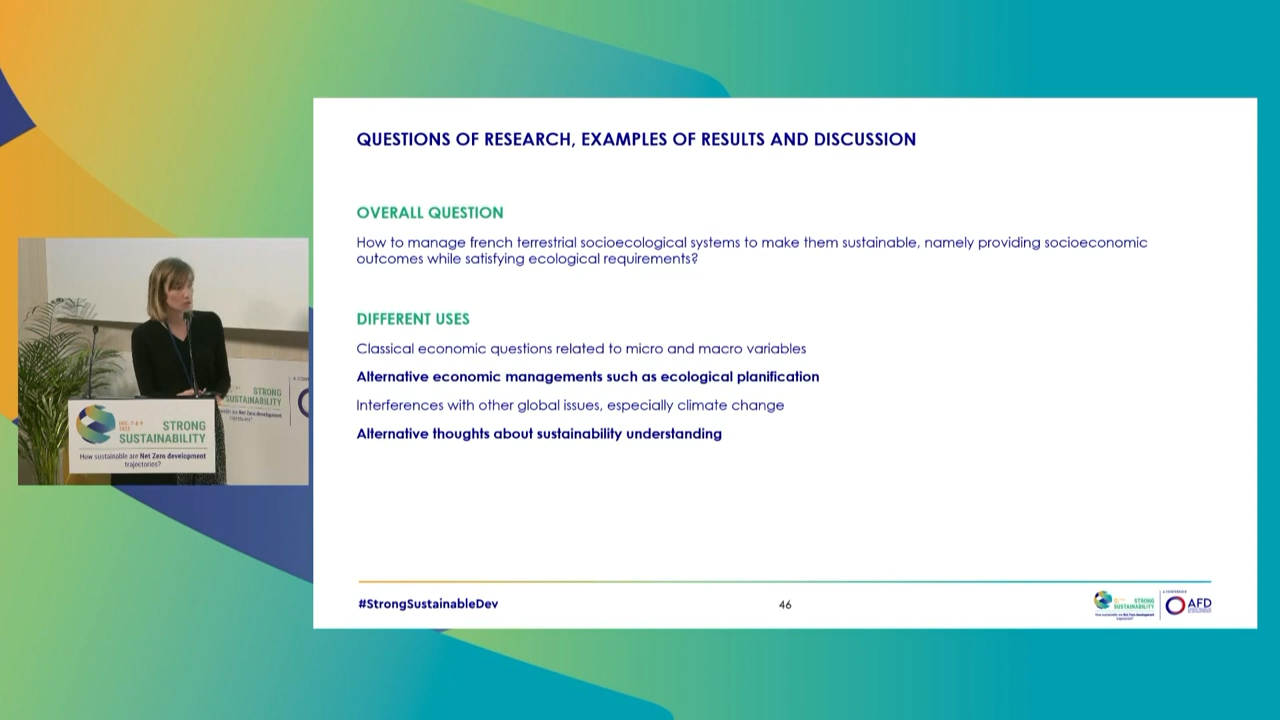 QUESTIONS OF RESEARCH, EXAMPLES OF RESULTS AND DISCUSSION
OVERALL QUESTION
How to manage french terrestrial socioecological systems to make them sustainable, namely providing socioeconomic
outcomes while satisfying ecological requirements?
DIFFERENT USES
Classical economic questions related to micro and macro variables
Alternative economic managements such as ecological planification
Interferences with other global issues, especially climate change
Alternative thoughts about sustainability understanding
STRONG
SUSTAINABILITY
STRONG
SUSTAINABILITY
How sustainable are Net Zero development
trajectories?
#StrongSustainableDev
46
STRONG
SUSTAINABILITY
AFD